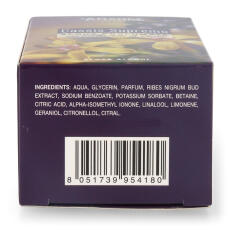 INGREDIENTS: AQUA, GLYCERIN, PARFUM, RIBES NIGRUM BUD
EXTRACT, SODIUM BENZOATE, POTASSIUM SORBATE, BETAINE,
CITRIC ACID, ALPHA-ISOMETHYL IONONE, LINALOOL, LIMONENE,
GERANIOL, CITRONELLOL, CITRAL.
8 051739 954180